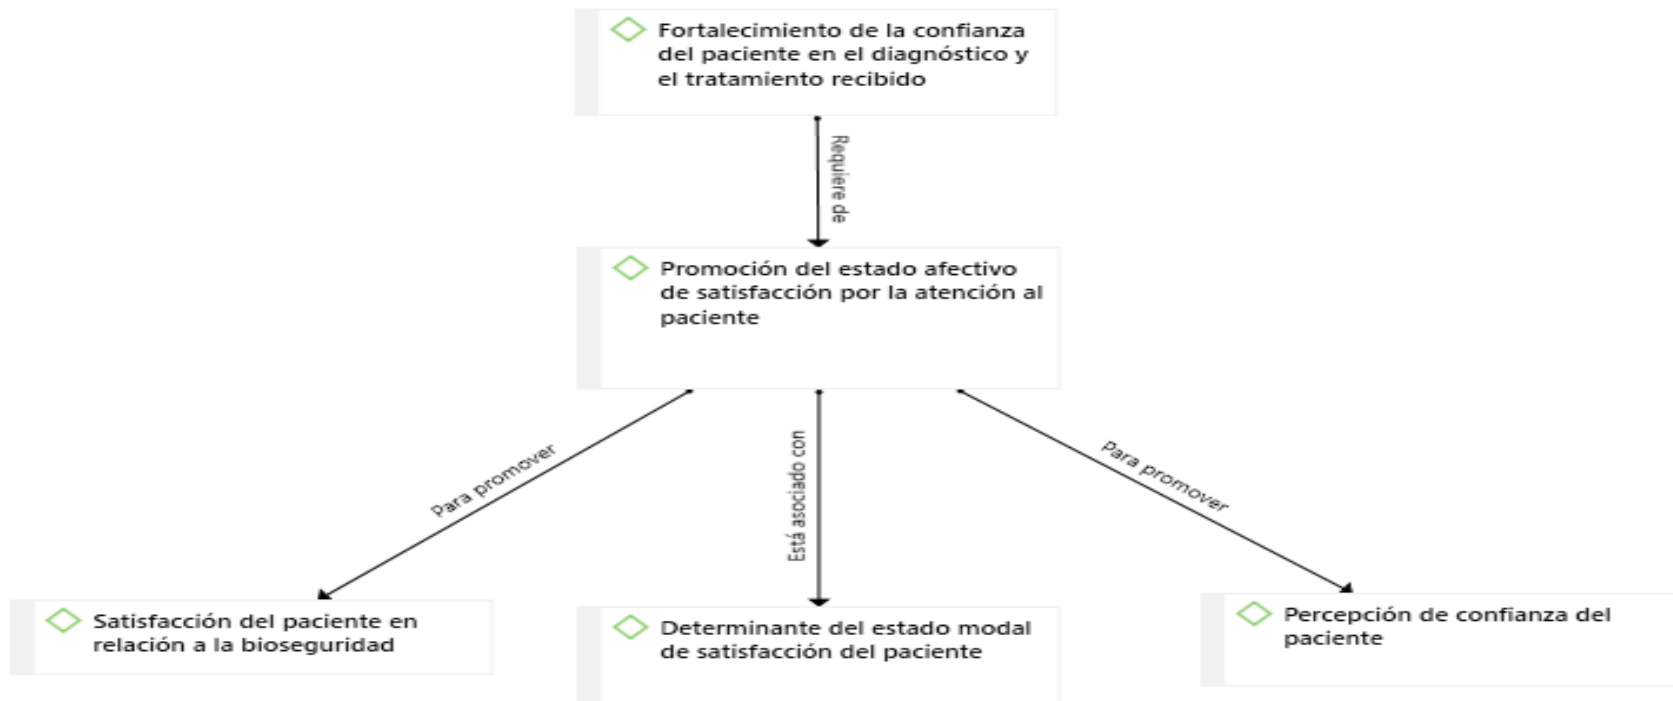 Fortalecimiento de la confianza
del paciente en el diagnóstico y
el tratamiento recibido
Requiere de
Promoción del estado afectivo
de satisfacción por la atención al
paciente
Para promover
Está asociado con
Para promover
Satisfacción del paciente en
relación a la bioseguridad
Determinante del estado modal
de satisfacción del paciente
Percepción de confianza del
paciente